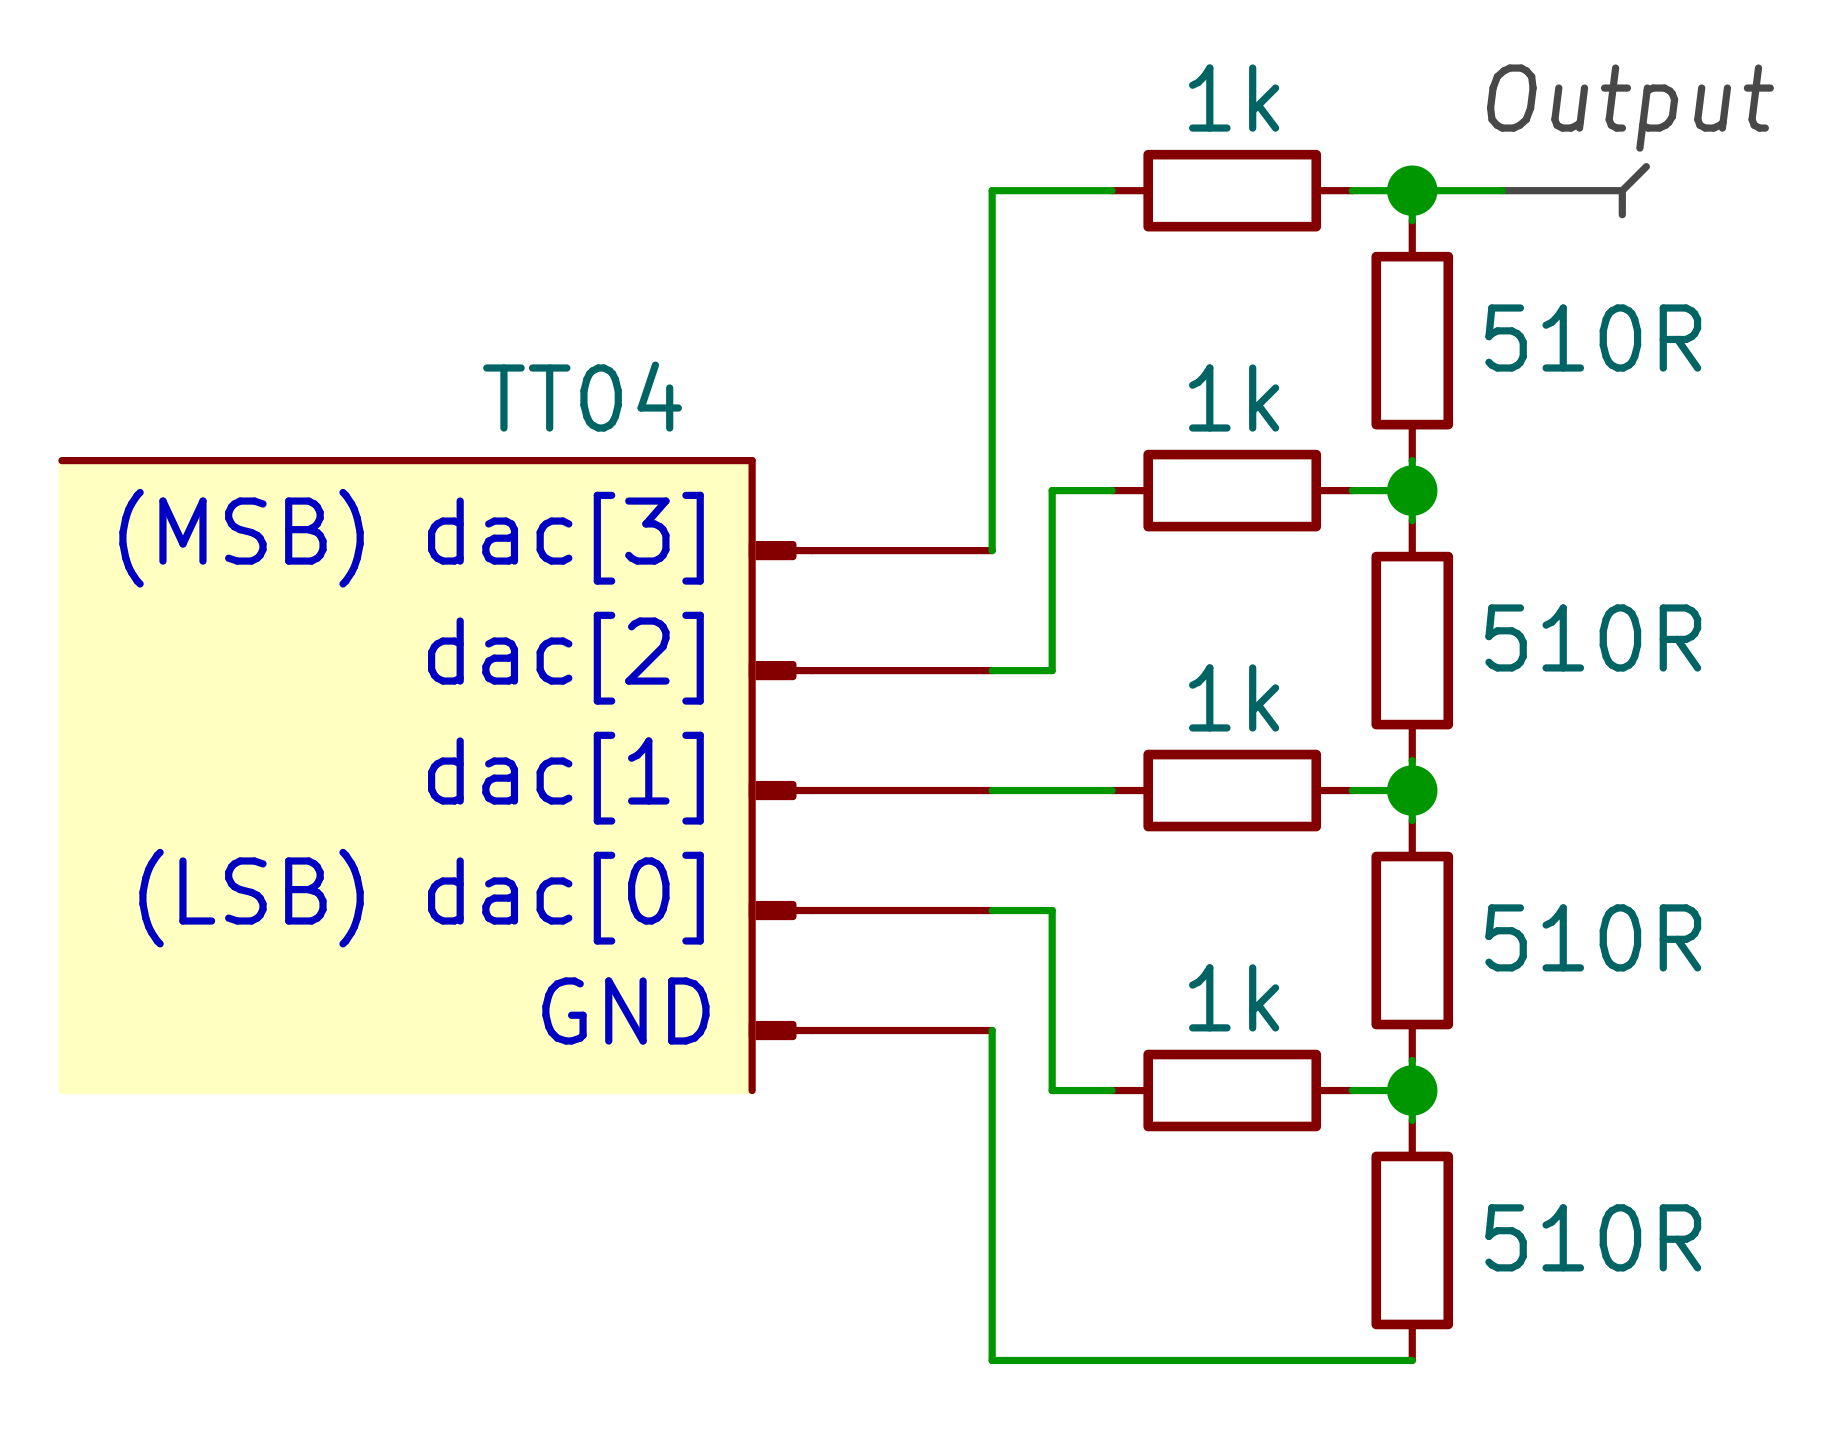 1k Output
510R
TT04 1k
(MSB) dac[3]
dac[2] 510R
1k
dac[1]
(LSB) dac[0] 510R
GND 1k
510R